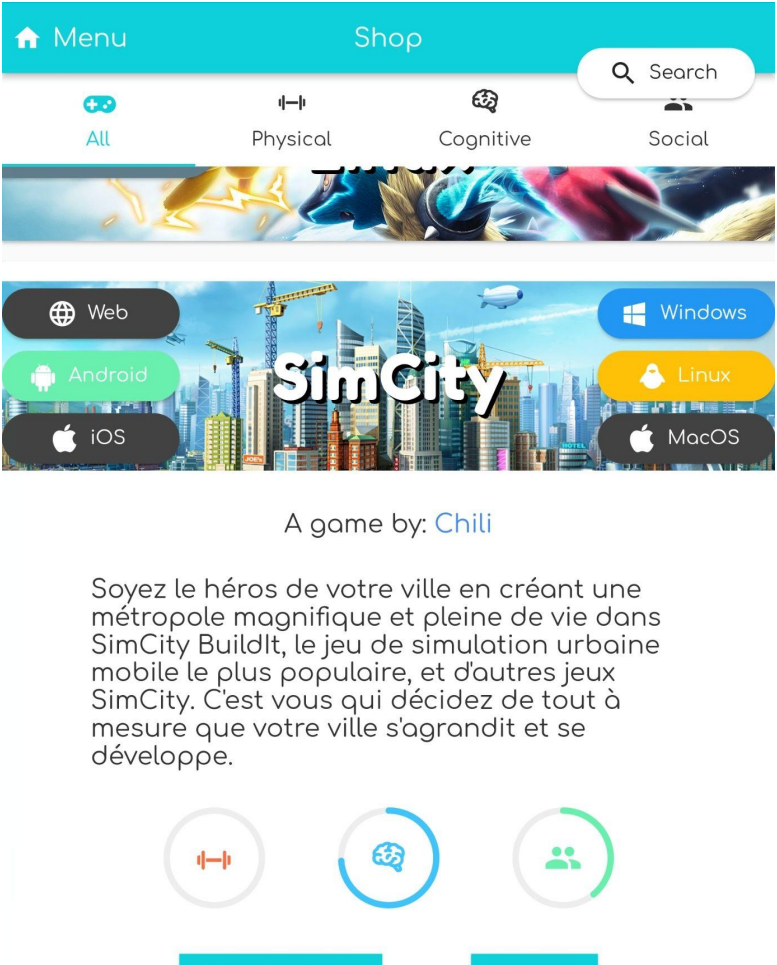 Menu
Shop
Search
All
Physical
Cognitive
Social
Web
Windows
Android
SimCity
Linux
iOS
MacOS
JOE'S
HOTEL
A game by: Chili
Soyez le héros de votre ville en créant une
métropole magnifique et pleine de vie dans
SimCity BuildIt, le jeu de simulation urbaine
mobile le plus populaire, et d'autres jeux
SimCity. C'est vous qui décidez de tout à
mesure que votre ville s'agrandit et se
développe.